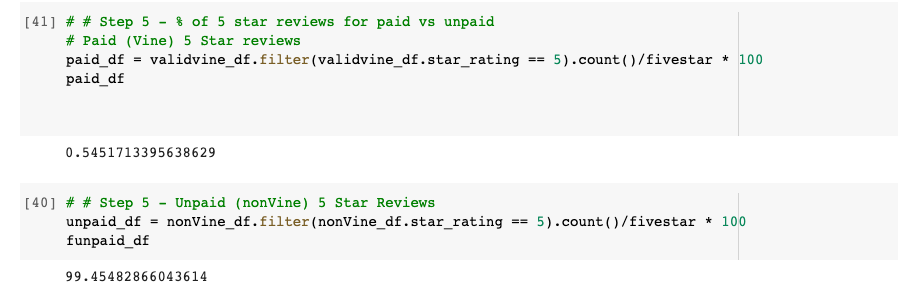 [41] # # Step 5 - % of 5 star reviews for paid vs unpaid
# Paid (Vine) 5 Star reviews
paid_df = validvine_df.filter(validvine_df.star_rating == 5).count()/fivestar * 100
paid_df
0.5451713395638629
[40] # # Step 5 - Unpaid (nonVine) 5 Star Reviews
unpaid_df = nonVine_df.filter(nonVine_df.star_rating == 5).count()/fivestar * 100
funpaid_df
99.45482866043614